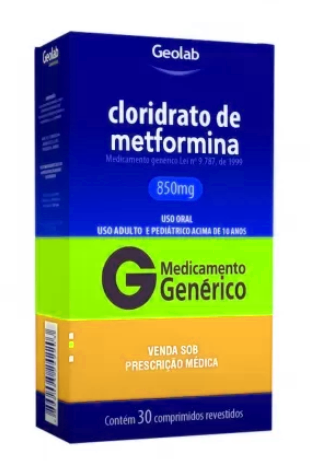 Geolab
cloridrato de
metformina
Medicamento genérico Lei nº 9.787, de 1999
850mg
USO ORAL
USO ADULTO E PEDIÁTRICO ACIMA DE 10 ANOS
G Medicamento
Genérico
VENDA SOB
PRESCRIÇÃO MÉDICA
Contém 30 comprimidos revestidos